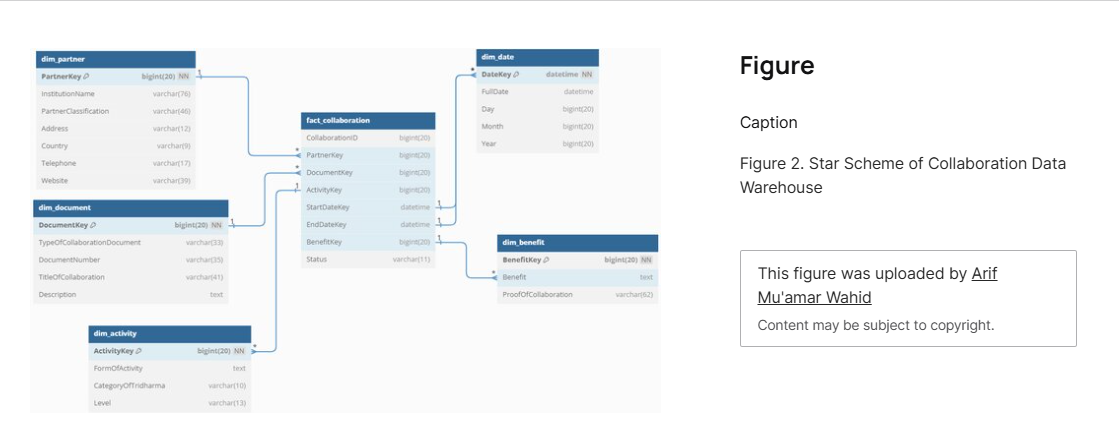 dim_partner
PartnerKey bigint(20) NN
InstitutionName varchar(76)
PartnerClassification varchar(46)
Address varchar(12)
Country varchar(9)
Telephone varchar(17)
Website varchar(39)
dim_document
DocumentKey bigint(20) NN
TypeOfCollaborationDocument varchar(33)
DocumentNumber varchar(35)
TitleOfCollaboration varchar(41)
Description text
dim_activity
ActivityKey bigint(20) NN
FormOfActivity text
CategoryOfTridharma varchar(10)
Level varchar(13)
fact_collaboration
CollaborationID bigint(20)
PartnerKey bigint(20)
DocumentKey bigint(20)
ActivityKey bigint(20)
StartDateKey datetime
EndDateKey datetime
BenefitKey bigint(20)
Status varchar(11)
dim_date
DateKey datetime NN
FullDate datetime
Day bigint(20)
Month bigint(20)
Year bigint(20)
dim_benefit
BenefitKey bigint(20) NN
Benefit text
ProofOfCollaboration varchar(62)
1
*
1
*
1
*
1
1
*
1
*
Figure
Caption
Figure 2. Star Scheme of Collaboration Data
Warehouse
This figure was uploaded by Arif
Mu'amar Wahid
Content may be subject to copyright.